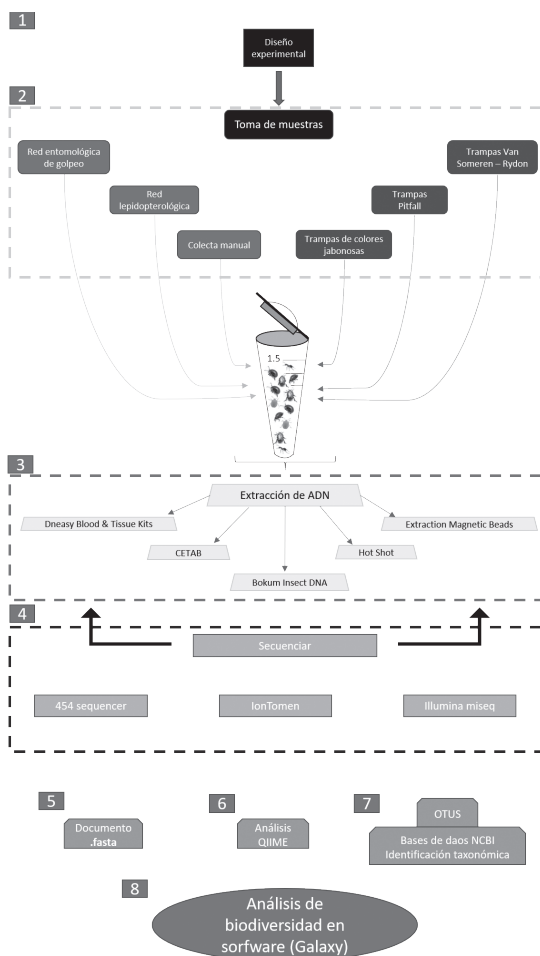 1
Diseño
experimental
2
Toma de muestras
Red entomológica
de golpeo
Trampas Van
Someren – Rydon
Red
lepidopterológica
Trampas
Pitfall
Colecta manual
Trampas de colores
jabonosas
1.5
3
Extracción de ADN
Dneasy Blood & Tissue Kits
Extraction Magnetic Beads
CETAB
Hot Shot
Bokum Insect DNA
4
Secuenciar
454 sequencer
IonTomen
Illumina miseq
5
Documento
.fasta
6
Análisis
QIIME
7
OTUS
Bases de daos NCBI
Identificación taxonómica
8
Análisis de
biodiversidad en
sorfware (Galaxy)